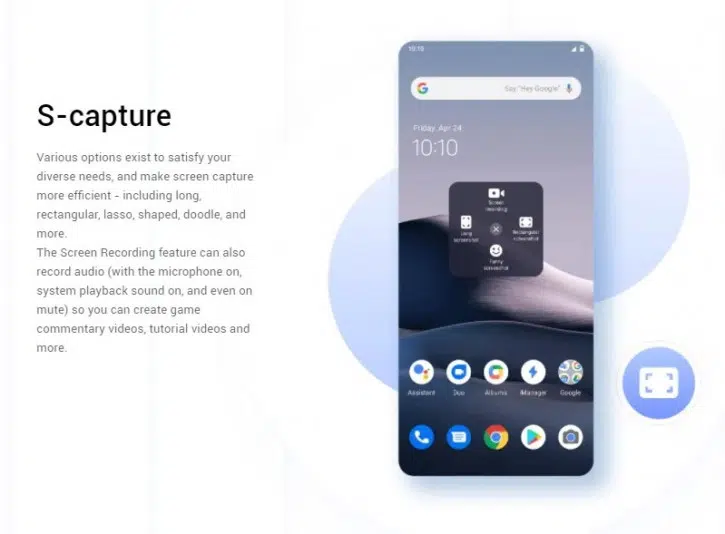 S-capture
Various options exist to satisfy your
diverse needs, and make screen capture
more efficient - including long,
rectangular, lasso, shaped, doodle, and
more.
The Screen Recording feature can also
record audio (with the microphone on,
system playback sound on, and even on
mute) so you can create game
commentary videos, tutorial videos and
more.
10:10
Say "Hey Google"
Friday, Apr 24
10:10
Screen
recording
Long
screenshot
Rectangular
screenshot
Funny
screenshot
Assistant Duo Albums iManager Google